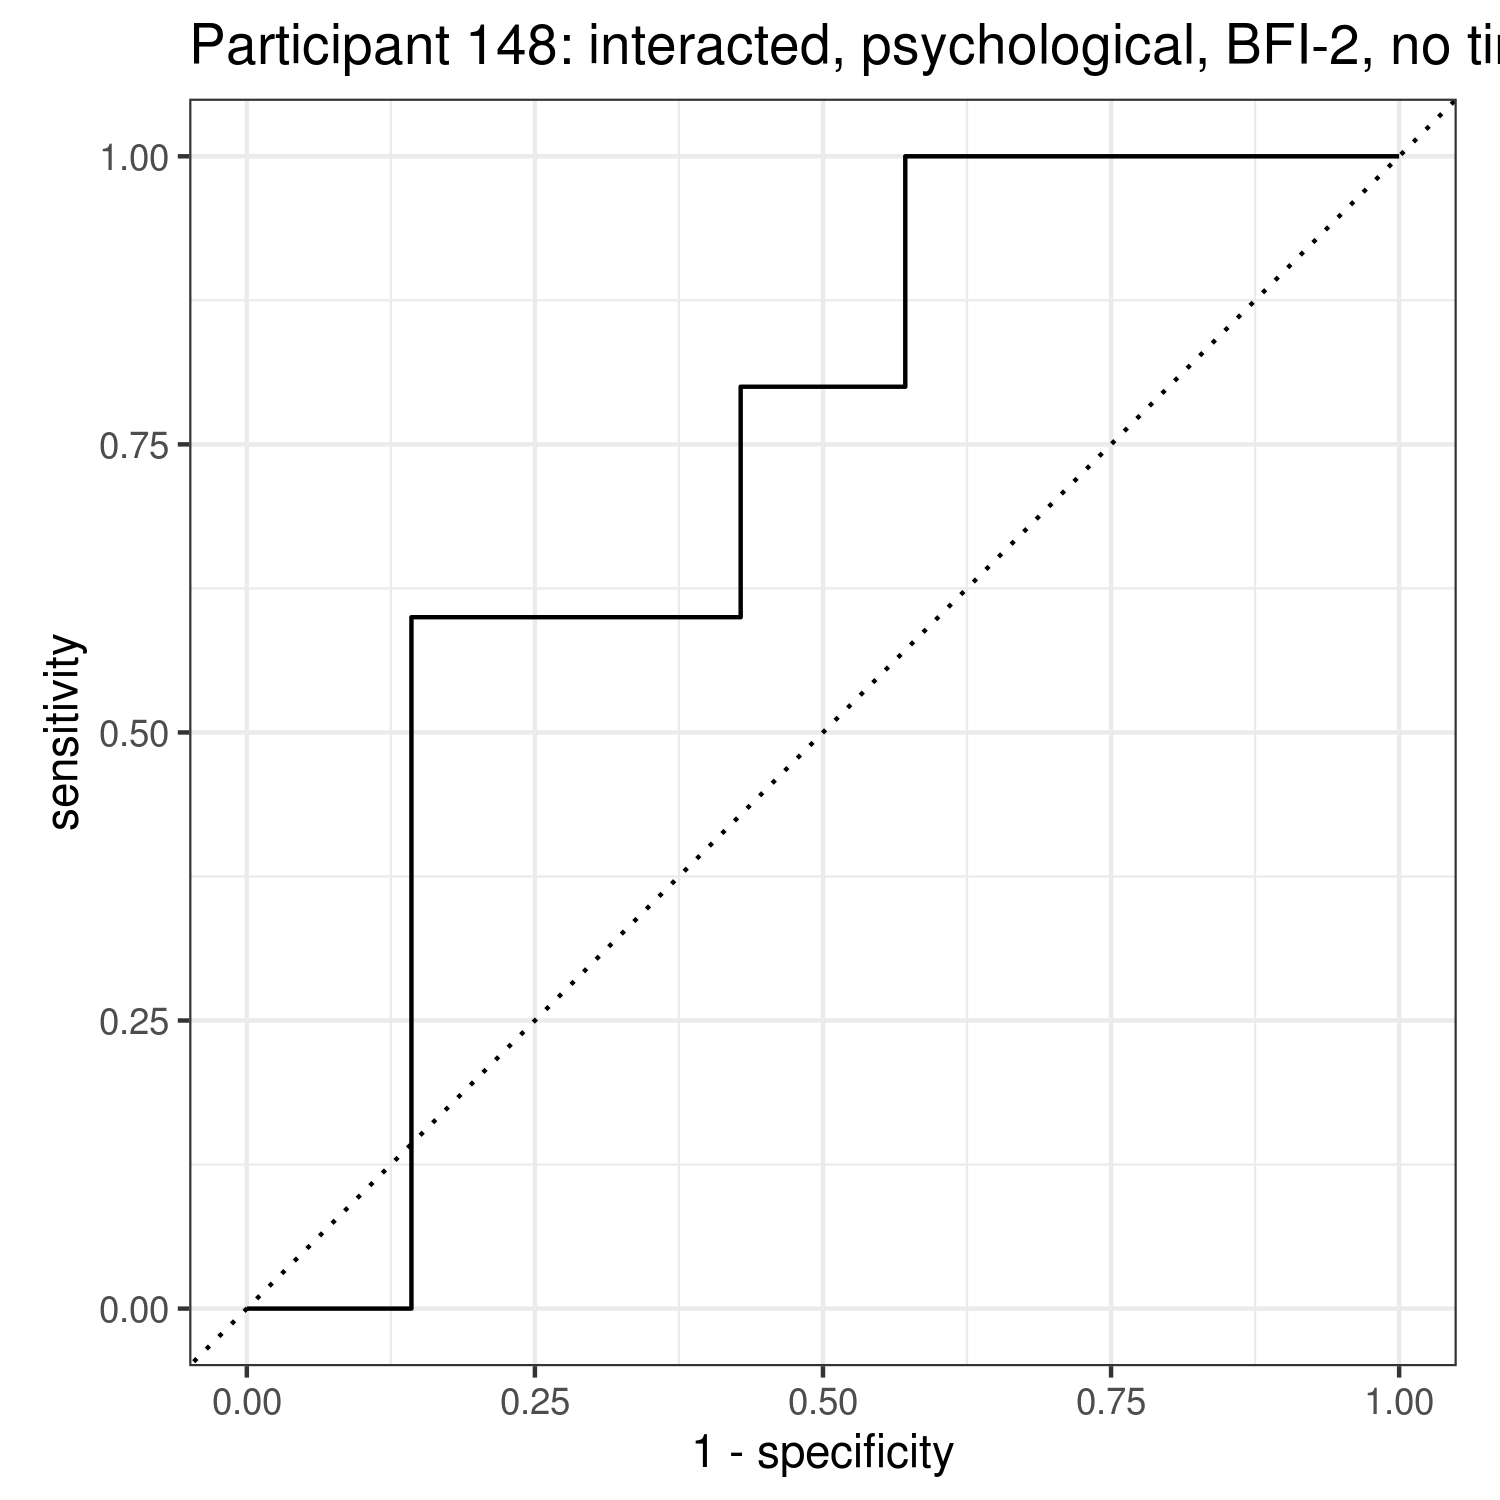 Participant 148: interacted, psychological, BFI-2, no
1.00
0.75
0.50
0.25
0.00
sensitivity
0.00 0.25 0.50 0.75 1.00
1 - specificity